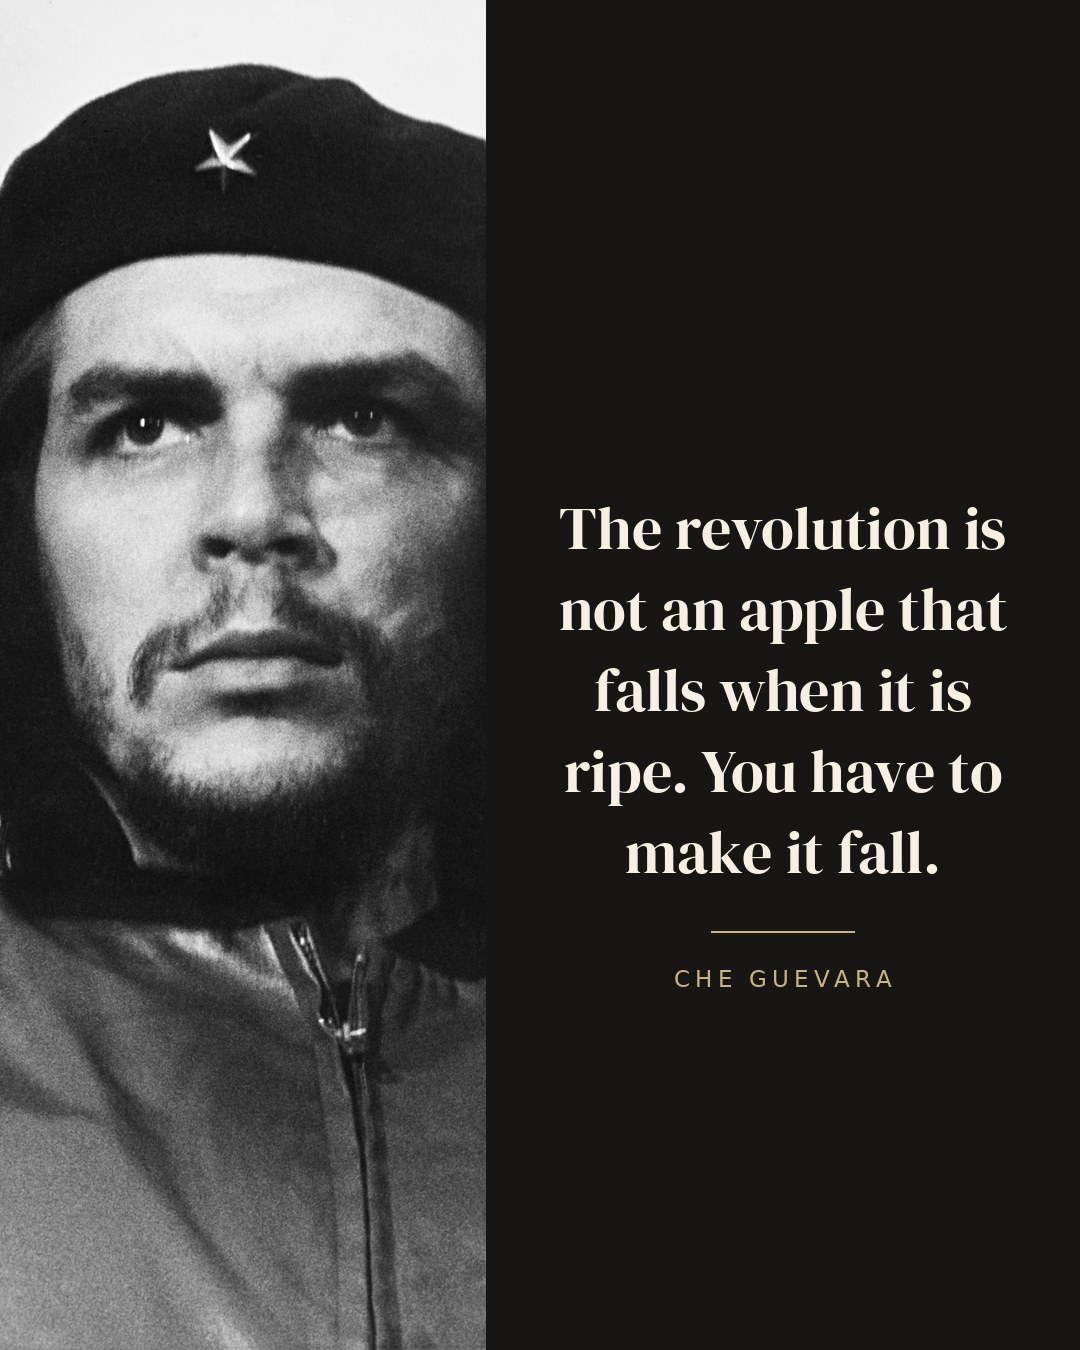 The revolution is
not an apple that
falls when it is
ripe. You have to
make it fall.
CHE GUEVARA